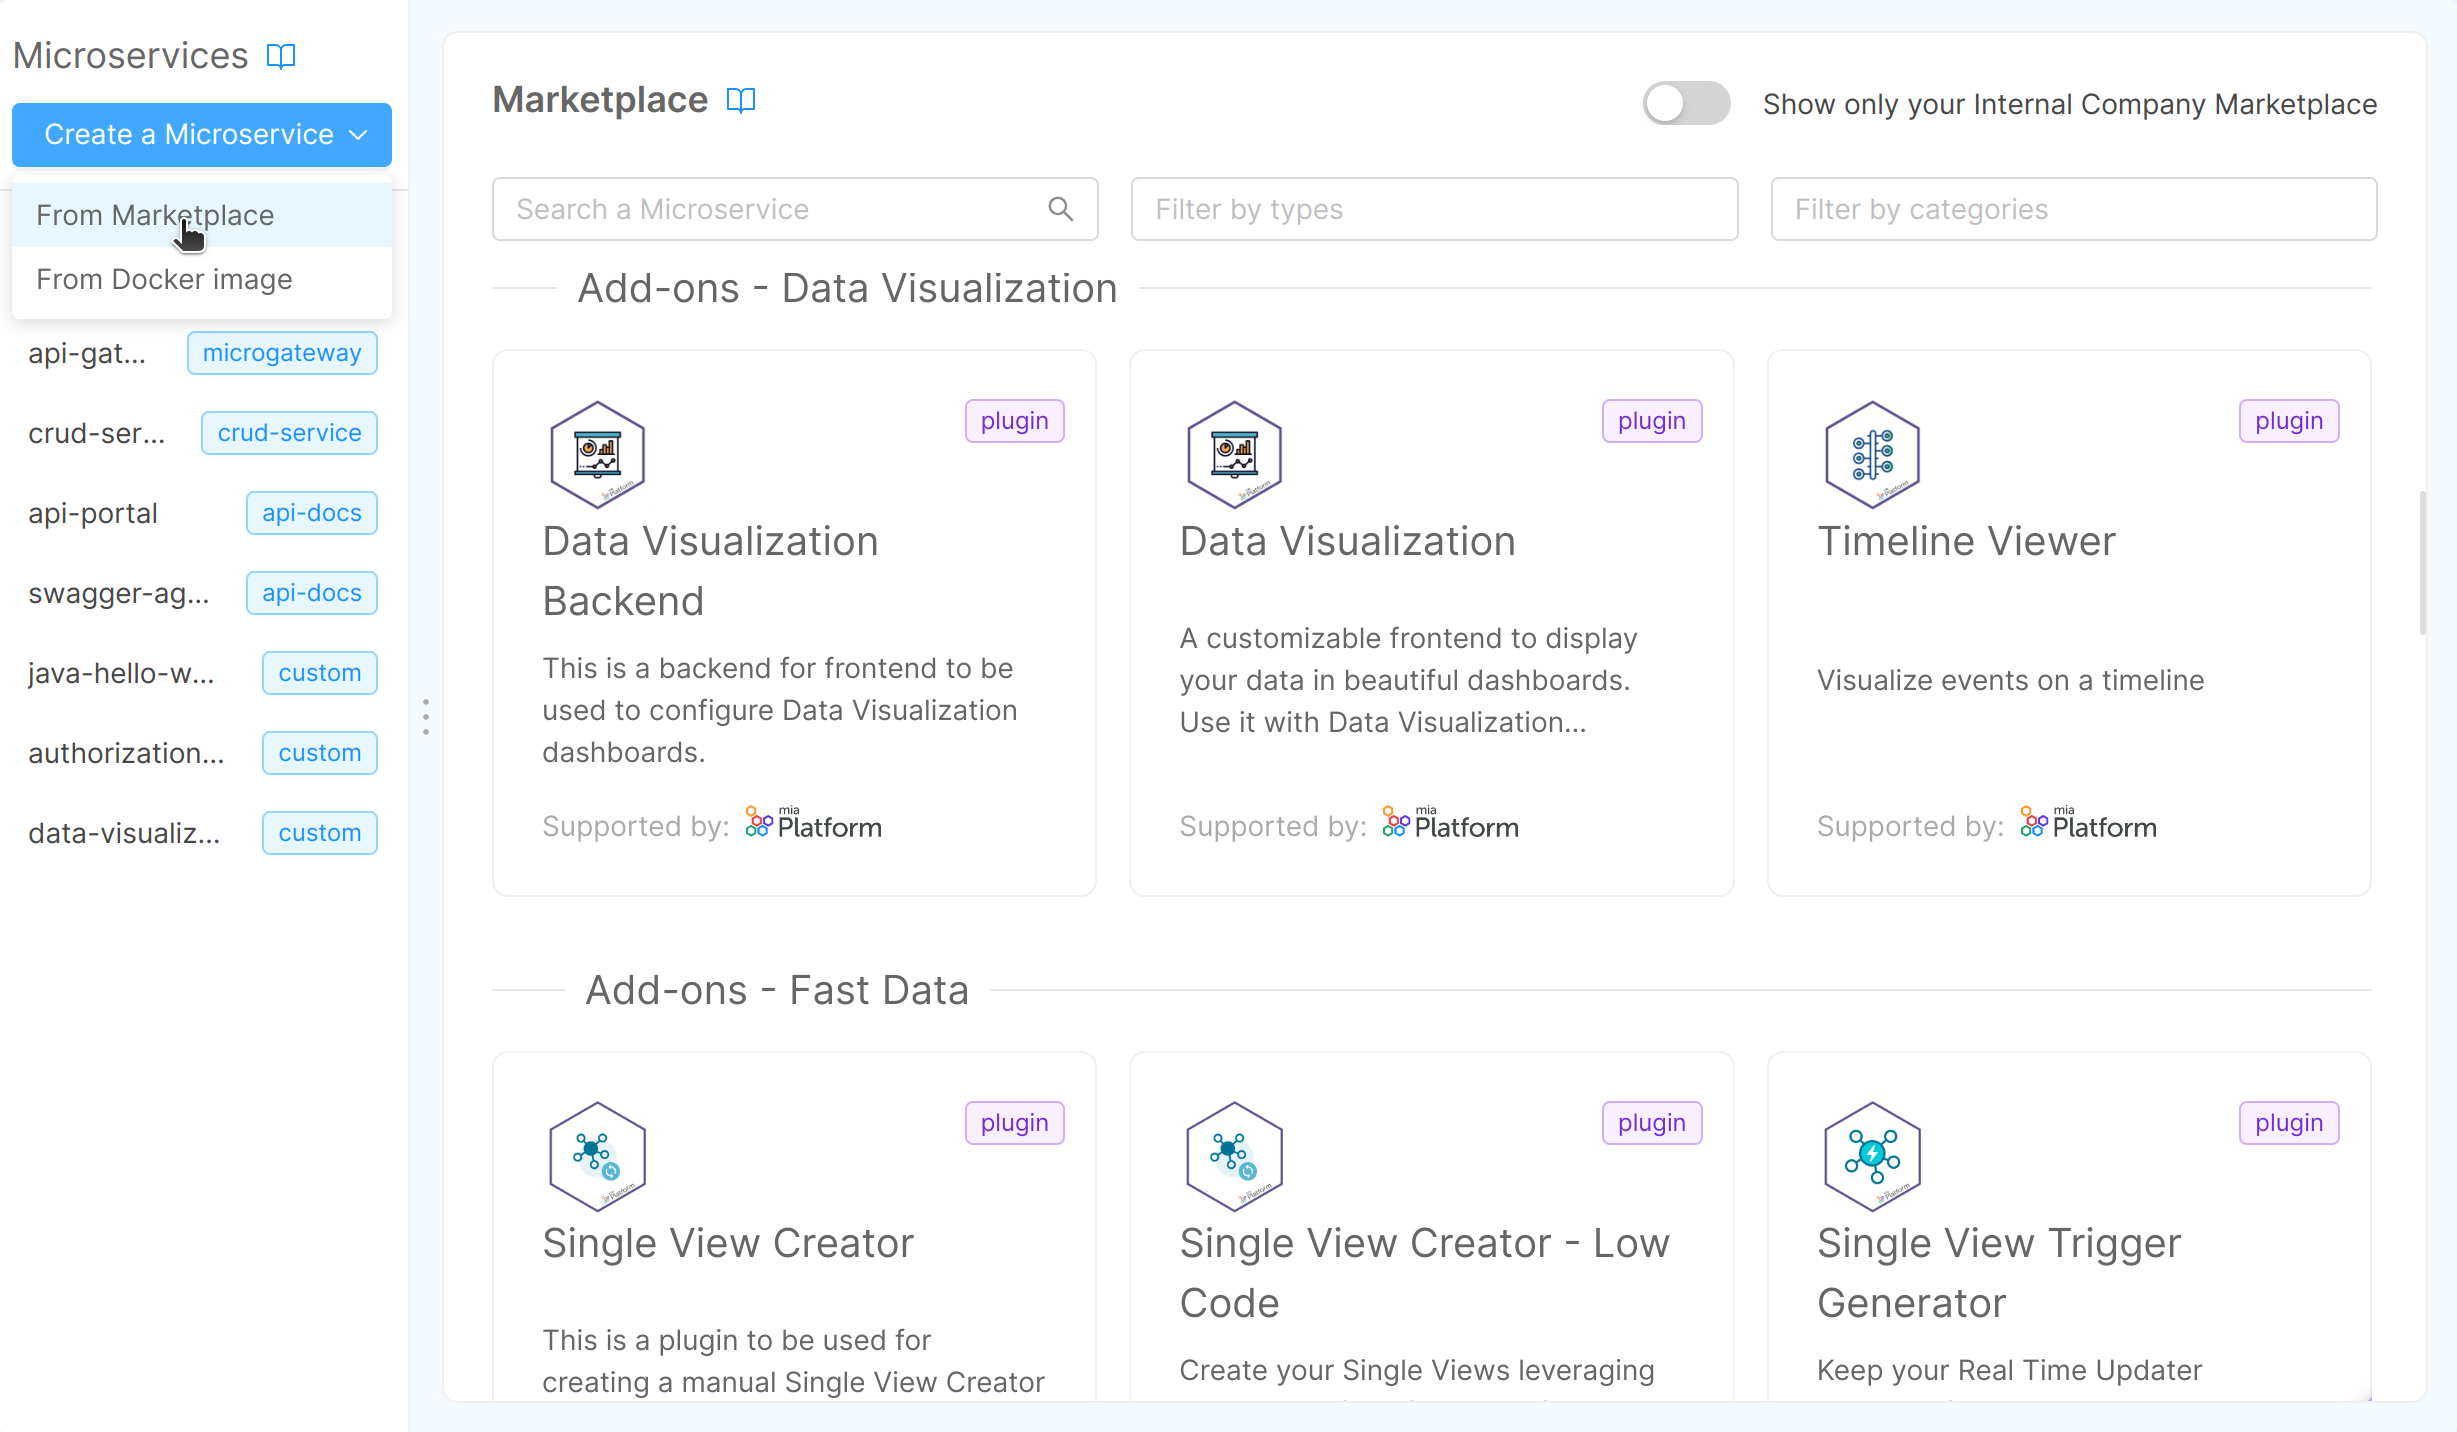 Microservices
Create a Microservice
From Marketplace
From Docker image
api-gat... microgateway
crud-ser... crud-service
api-portal api-docs
swagger-ag... api-docs
java-hello-w... custom
authorization... custom
data-visualiz... custom
Marketplace
Show only your Internal Company Marketplace
Search a Microservice
Filter by types
Filter by categories
Add-ons - Data Visualization
plugin
Data Visualization
Backend
This is a backend for frontend to be
used to configure Data Visualization
dashboards.
Supported by: mia Platform
plugin
Data Visualization
A customizable frontend to display
your data in beautiful dashboards.
Use it with Data Visualization...
Supported by: mia Platform
plugin
Timeline Viewer
Visualize events on a timeline
Supported by: mia Platform
Add-ons - Fast Data
plugin
Single View Creator
This is a plugin to be used for
creating a manual Single View Creator
plugin
Single View Creator - Low
Code
Create your Single Views leveraging
plugin
Single View Trigger
Generator
Keep your Real Time Updater